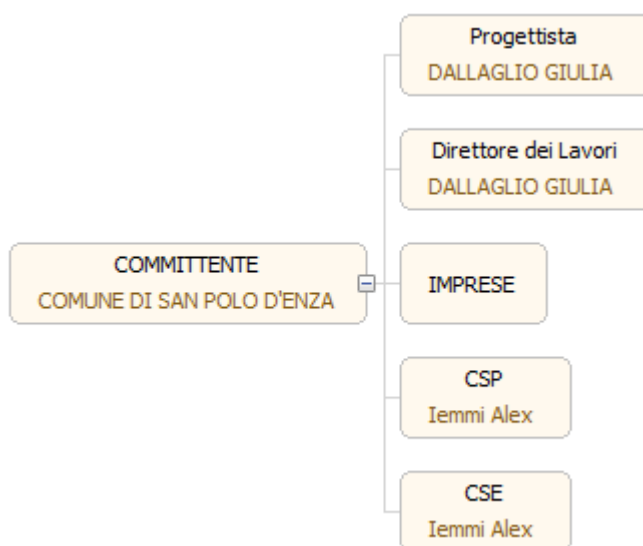 Progettista
DALLAGLIO GIULIA
Direttore dei Lavori
DALLAGLIO GIULIA
COMMITTENTE
COMUNE DI SAN POLO D'ENZA
IMPRESE
CSP
Iemmi Alex
CSE
Iemmi Alex